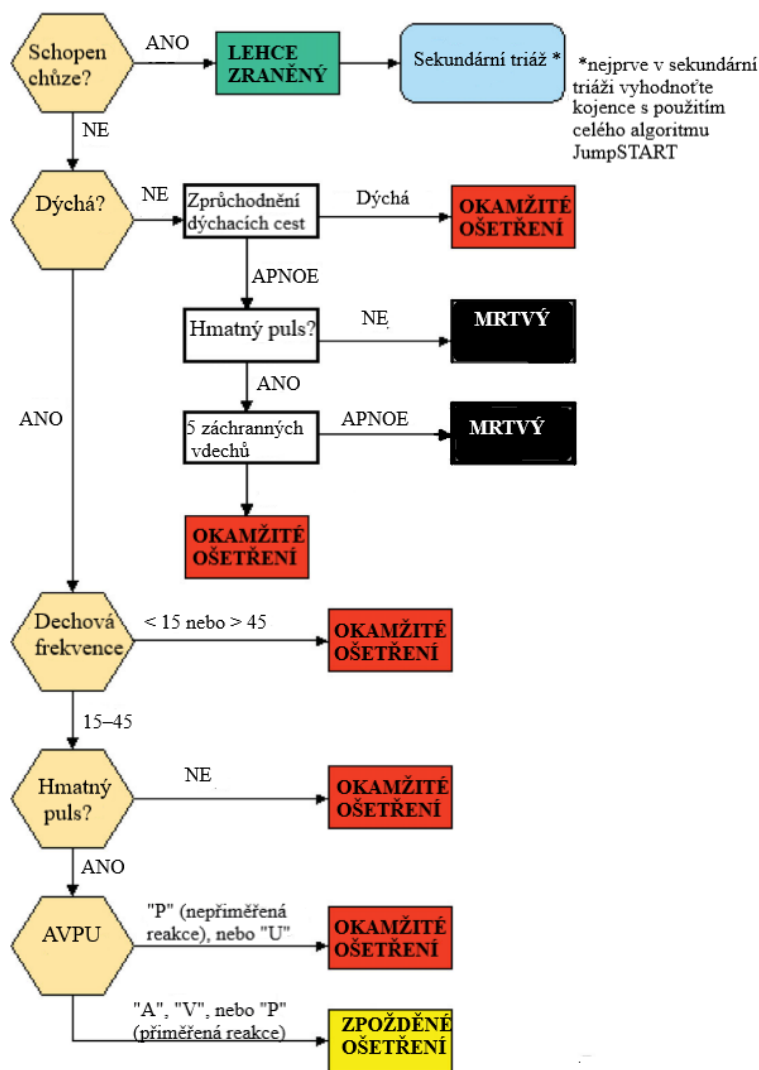 Schopen
chůze?
ANO
LEHCE
ZRANĚNÝ
Sekundární triáž *
*nejprve v sekundární
triáži vyhodnoťte
kojence s použitím
celého algoritmu
JumpSTART
NE
Dýchá?
NE
Zprůchodnění
dýchacích cest
Dýchá
OKAMŽITÉ
OŠETŘENÍ
APNOE
Hmatný puls?
NE
MRTVÝ
ANO
ANO
5 záchranných
vdechů
APNOE
MRTVÝ
OKAMŽITÉ
OŠETŘENÍ
Dechová
frekvence
< 15 nebo > 45
OKAMŽITÉ
OŠETŘENÍ
15–45
Hmatný
puls?
NE
OKAMŽITÉ
OŠETŘENÍ
ANO
AVPU
"P" (nepřiměřená
reakce), nebo "U"
OKAMŽITÉ
OŠETŘENÍ
"A", "V", nebo "P"
(přiměřená reakce)
ZPOŽDĚNÉ
OŠETŘENÍ